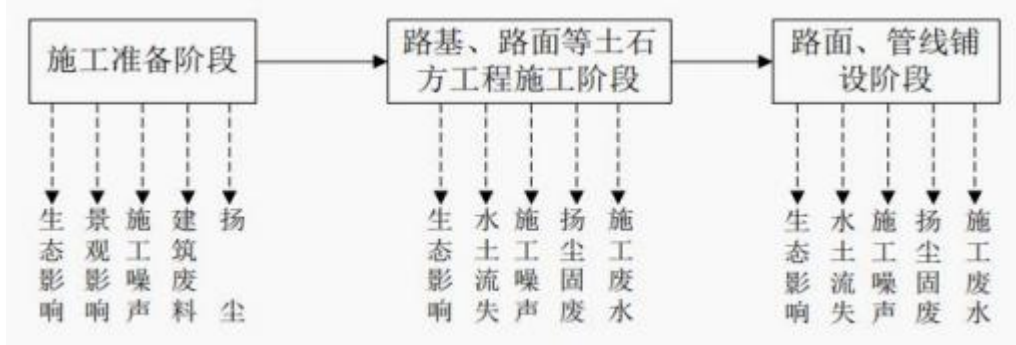 施工准备阶段
路基、路面等土石
方工程施工阶段
路面、管线铺
设阶段
生态影响
景观影响
施工噪声
建筑废料
扬尘
生态影响
水土流失
施工噪声
扬尘固废
施工废水
生态影响
水土流失
施工噪声
扬尘固废
施工废水